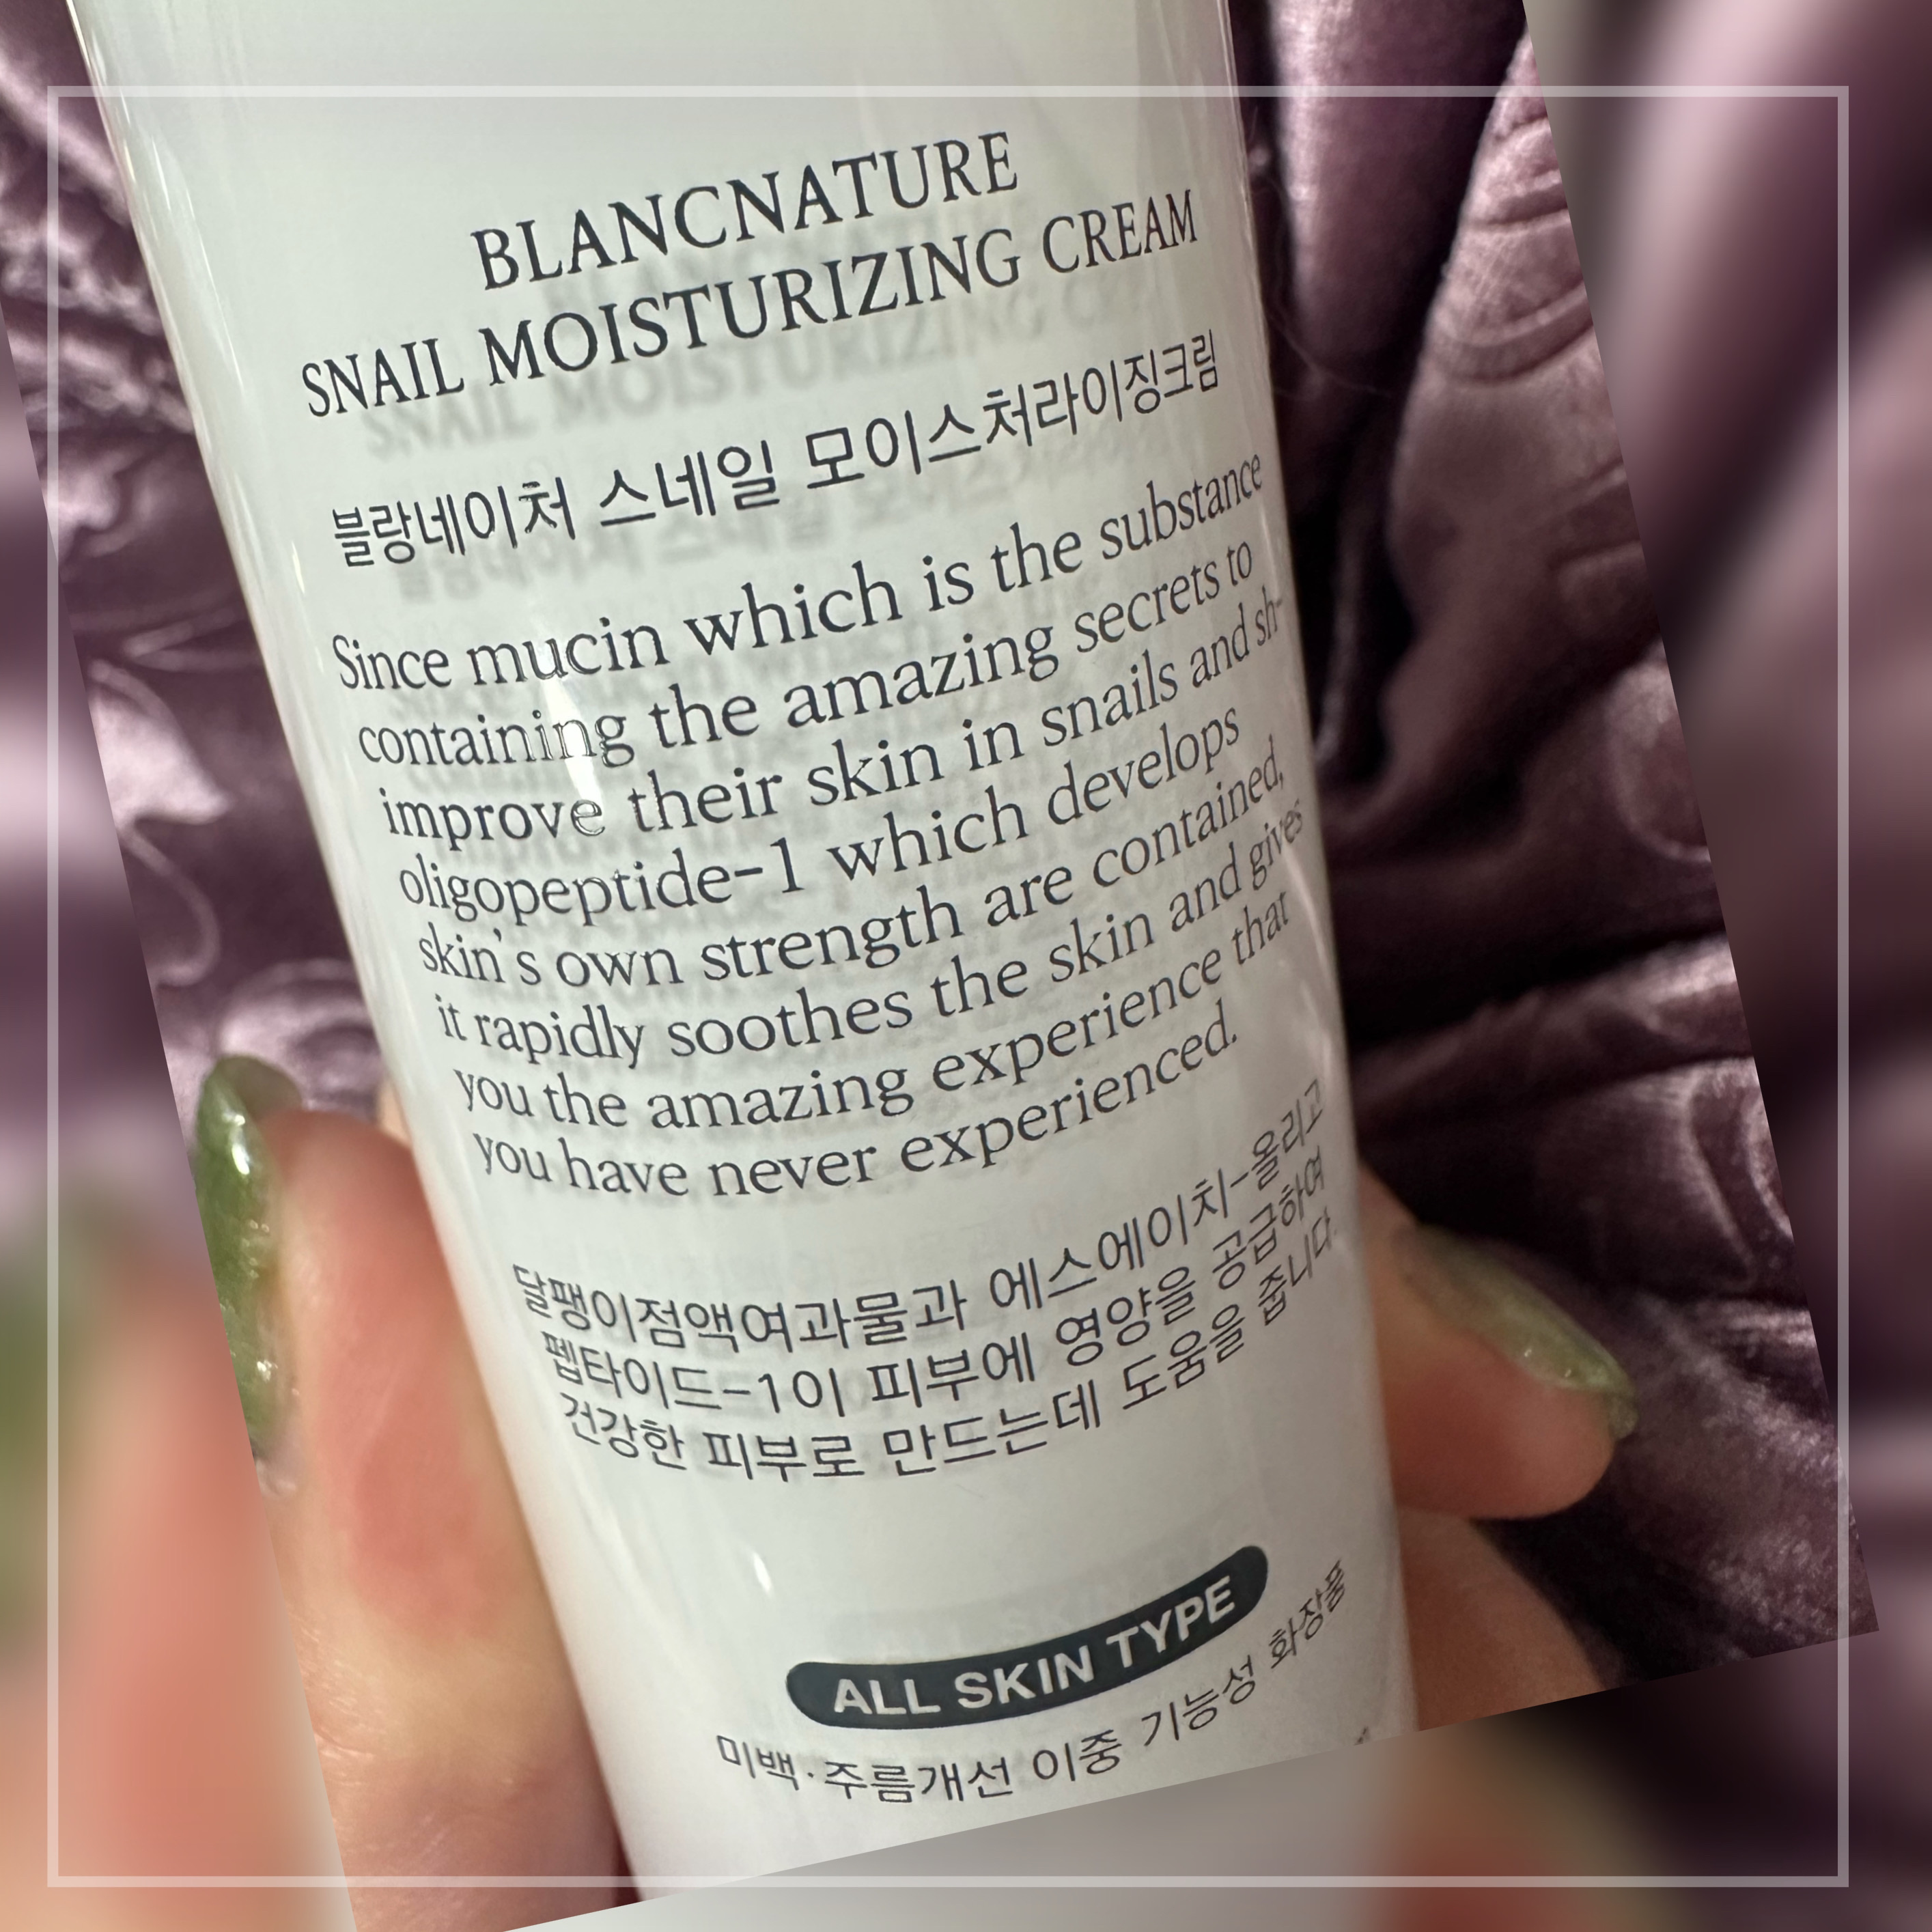 BLANCNATURE
SNAIL MOISTURIZING CREAM
블랑네이처 스네일 모이스처라이징크림
Since mucin which is the substance
containing the amazing secrets to
improve their skin in snails and sh-
oligopeptide-1 which develops
skin's own strength are contained,
it rapidly soothes the skin and gives
you the amazing experience that
you have never experienced.
달팽이점액여과물과 에스에이치-올리고
펩타이드-1이 피부에 영양을 공급하여
건강한 피부로 만드는데 도움을 줍니다.
ALL SKIN TYPE
미백·주름개선 이중 기능성 화장품